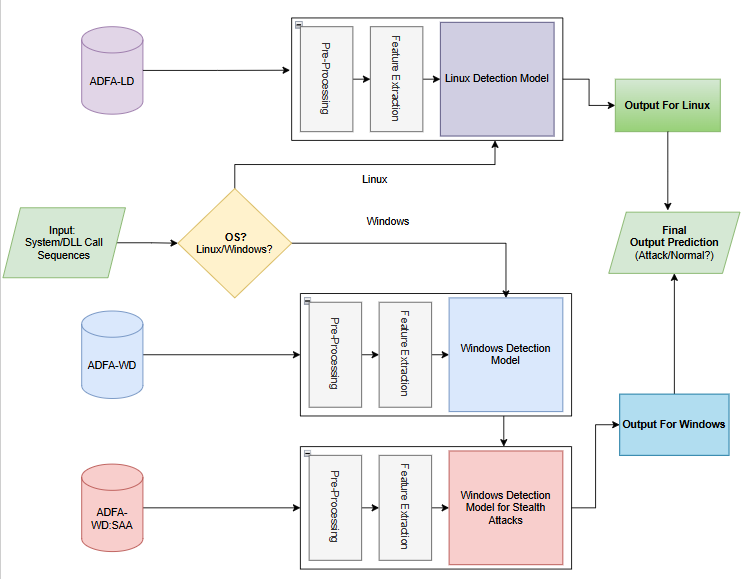 ADFA-LD
Pre-Processing
Feature Extraction
Linux Detection Model
Output For Linux
Linux
Input:
System/DLL Call
Sequences
OS?
Linux/Windows?
Windows
Final
Output Prediction
(Attack/Normal?)
ADFA-WD
Pre-Processing
Feature Extraction
Windows Detection
Model
Output For Windows
ADFA-
WD:SAA
Pre-Processing
Feature Extraction
Windows Detection
Model for Stealth
Attacks